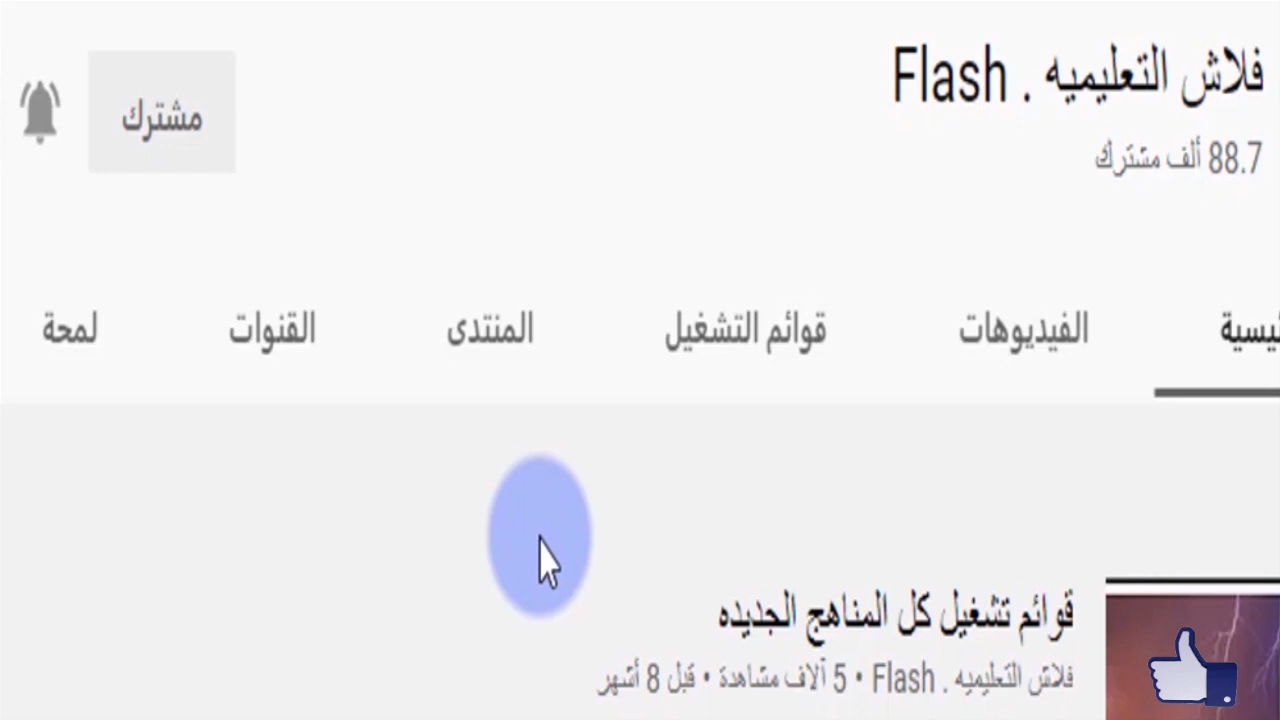 فلاش التعليميه . Flash
88.7 ألف مشترك
مشترك
الفيديوهات
قوائم التشغيل
المنتدى
القنوات
لمحة
قوائم تشغيل كل المناهج الجديده
فلاش التعليميه . Flash • 5 آلاف مشاهدة • قبل 8 أشهر